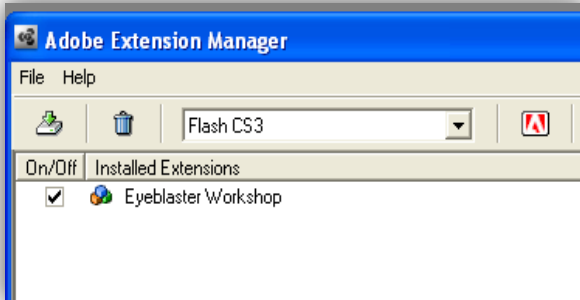 Adobe Extension Manager
File Help
Flash CS3
On/Off Installed Extensions
Eyeblaster Workshop